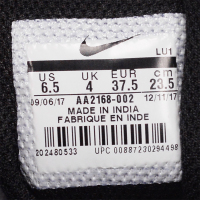 LU1
US UK EUR cm
6.5 4 37.5 23.5
09/06/17 AA2168-002 12/11/17
MADE IN INDIA
FABRIQUE EN INDE
202480533 UPC 00887230294498